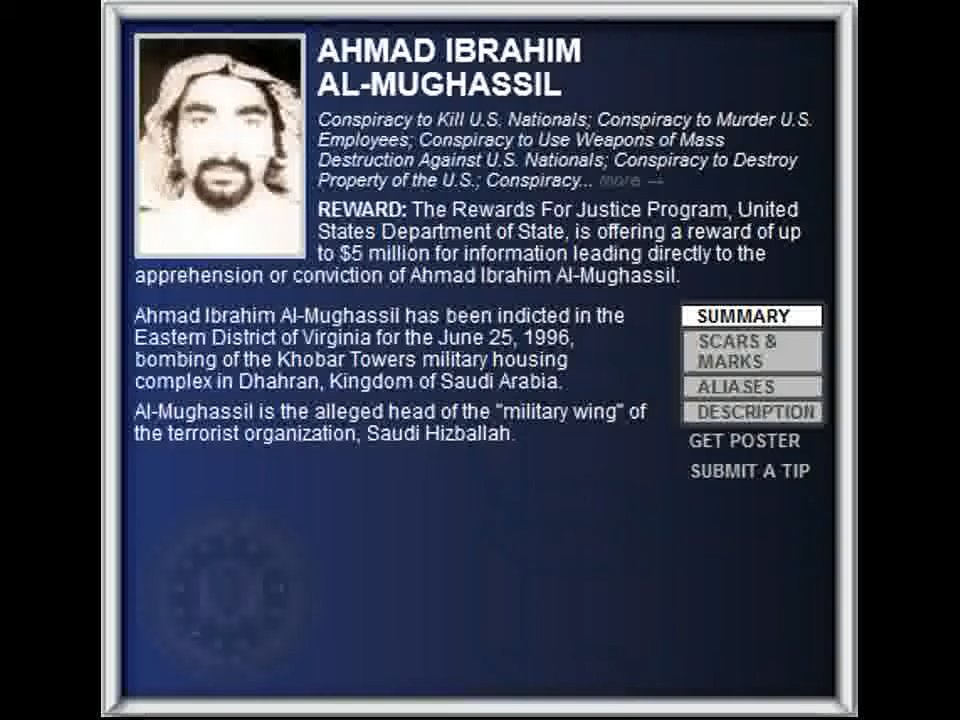 AHMAD IBRAHIM
AL-MUGHASSIL
Conspiracy to Kill U.S. Nationals; Conspiracy to Murder U.S.
Employees; Conspiracy to Use Weapons of Mass
Destruction Against U.S. Nationals; Conspiracy to Destroy
Property of the U.S.; Conspiracy... more →
REWARD: The Rewards For Justice Program, United
States Department of State, is offering a reward of up
to $5 million for information leading directly to the
apprehension or conviction of Ahmad Ibrahim Al-Mughassil.
Ahmad Ibrahim Al-Mughassil has been indicted in the
Eastern District of Virginia for the June 25, 1996,
bombing of the Khobar Towers military housing
complex in Dhahran, Kingdom of Saudi Arabia.
Al-Mughassil is the alleged head of the "military wing" of
the terrorist organization, Saudi Hizballah.
SUMMARY
SCARS &
MARKS
ALIASES
DESCRIPTION
GET POSTER
SUBMIT A TIP